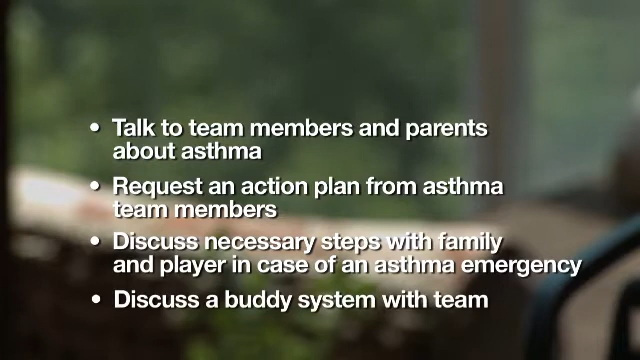 • Talk to team members and parents
about asthma
• Request an action plan from asthma
team members
• Discuss necessary steps with family
and player in case of an asthma emergency
• Discuss a buddy system with team